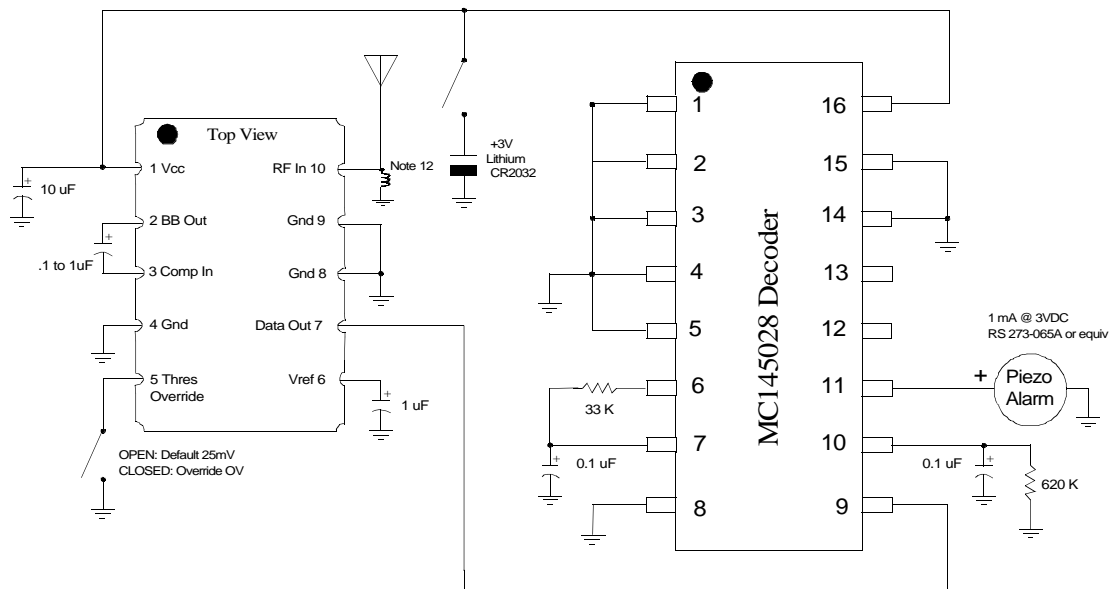 Top View
1 Vcc
RF In 10
Note 12
+
10 uF
2 BB Out
Gnd 9
+
.1 to 1uF
3 Comp In
Gnd 8
4 Gnd
Data Out 7
5 Thres
Override
Vref 6
+
1 uF
OPEN: Default 25mV
CLOSED: Override OV
+3V
Lithium
CR2032
MC145028 Decoder
1
2
3
4
5
6
7
8
16
15
14
13
12
11
10
9
33 K
+
0.1 uF
1 mA @ 3VDC
RS 273-065A or equiv
+
Piezo
Alarm
0.1 uF
+
620 K